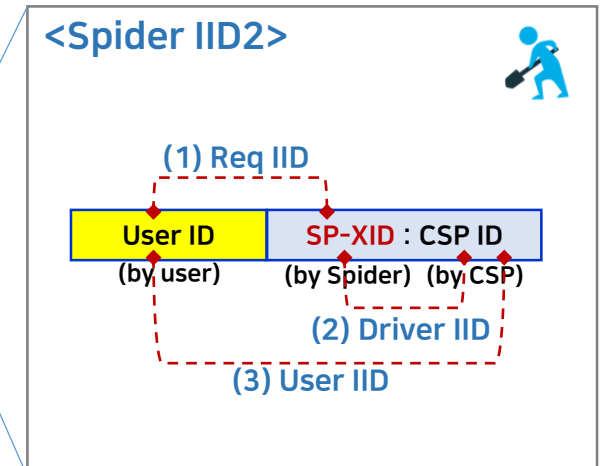 <Spider IID2>
(1) Req IID
User ID SP-XID : CSP ID
(by user) (by Spider) (by CSP)
(2) Driver IID
(3) User IID